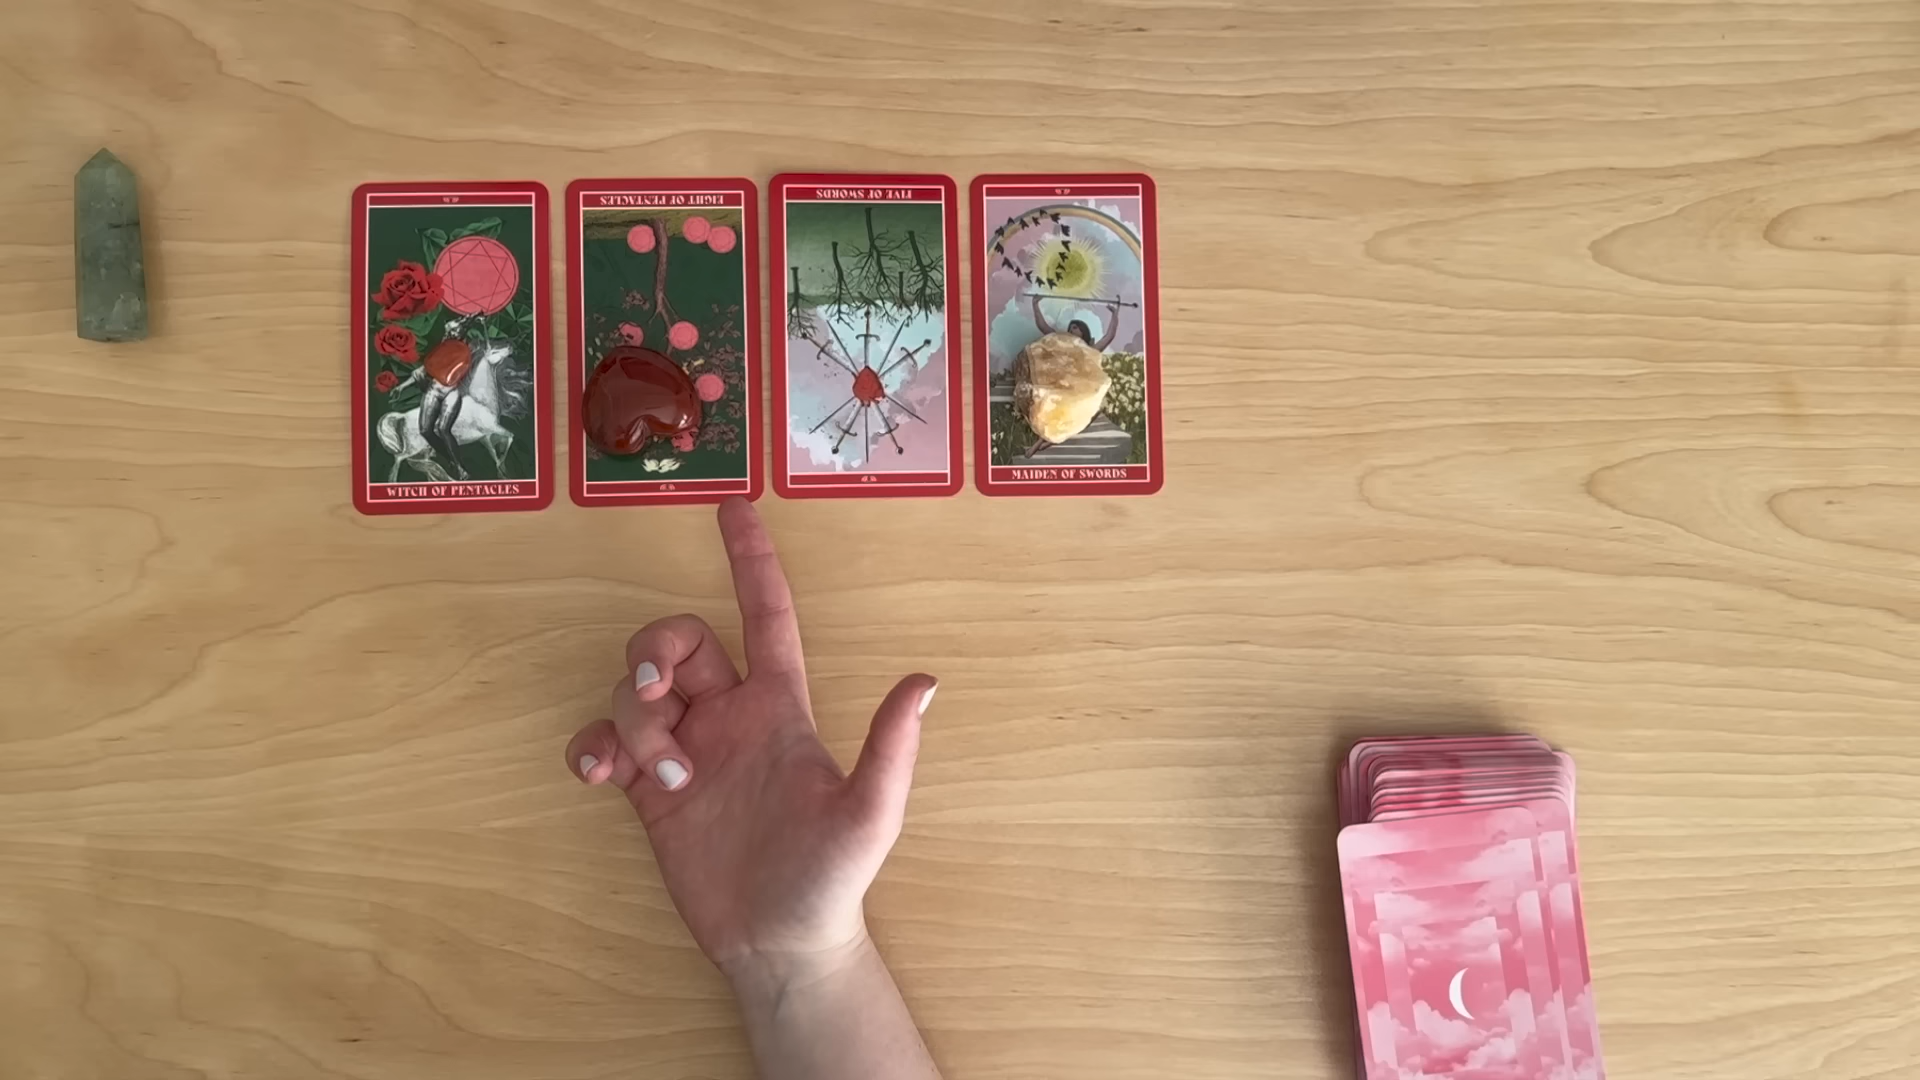 WITCH OF PENTACLES
EIGHT OF PENTACLES
FIVE OF SWORDS
MAIDEN OF SWORDS